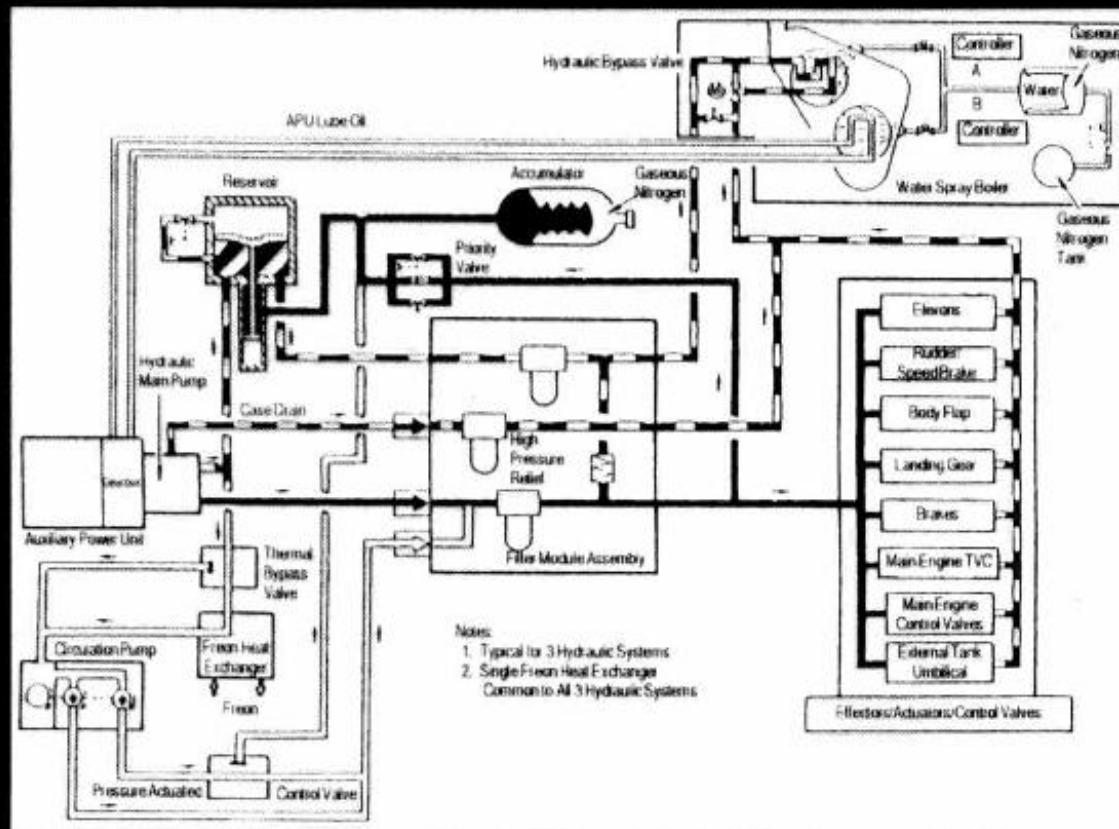 Hydraulic Bypass Valve
Controller
A
B
Controller
Water
Gaseous
Nitrogen
Water Spray Boiler
Gaseous
Nitrogen
Tank
APU Lube Oil
Reservoir
Accumulator
Gaseous
Nitrogen
Priority
Valve
Hydraulic
Main Pump
Case Drain
High
Pressure
Relief
Gearbox
Auxiliary Power Unit
Filter Module Assembly
Thermal
Bypass
Valve
Circulation Pump
Freon Heat
Exchanger
Freon
Pressure Actuated
Control Valve
Notes:
1. Typical for 3 Hydraulic Systems
2. Single Freon Heat Exchanger
Common to All 3 Hydraulic Systems
Elevons
Rudder/
Speed Brake
Body Flap
Landing Gear
Brakes
Main Engine TVC
Main Engine
Control Valves
External Tank
Umbilical
Effectors/Actuators/Control Valves